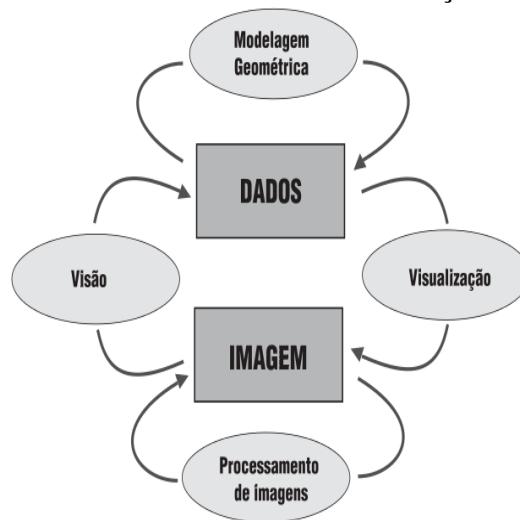 Modelagem
Geométrica
DADOS
Visão
Visualização
IMAGEM
Processamento
de imagens